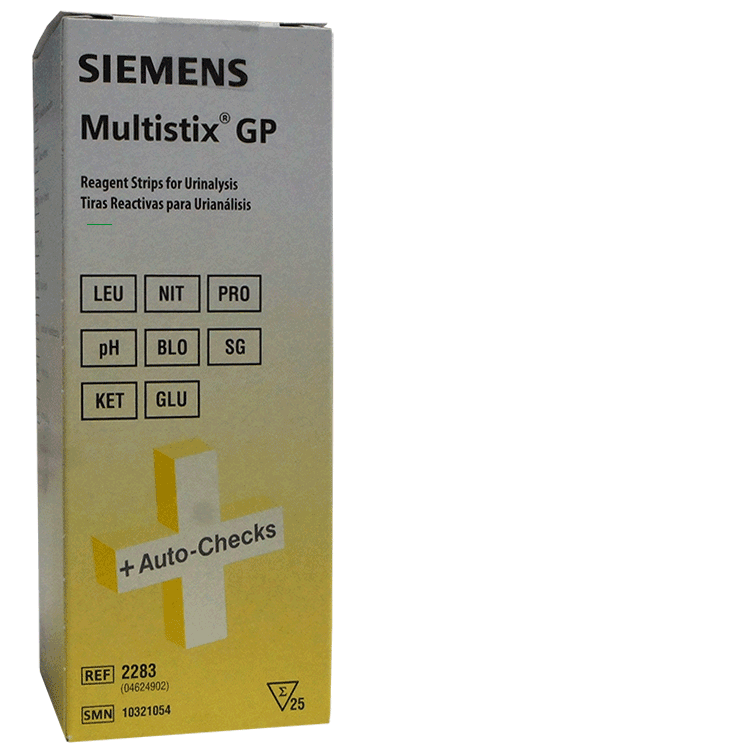 SIEMENS
Multistix® GP
Reagent Strips for Urinalysis
Tiras Reactivas para Urianálisis
LEU NIT PRO
pH BLO SG
KET GLU
+ Auto-Checks
REF 2283
(04624902)
SMN 10321054
Σ 25